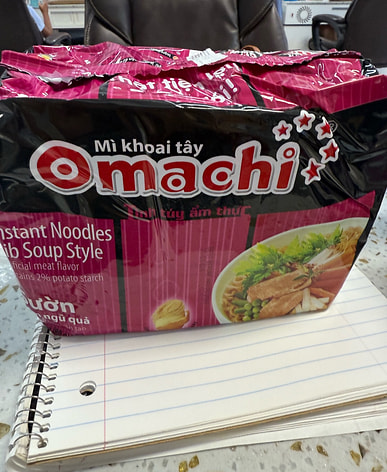 Mì khoai tây
Omachi
Tinh túy ẩm thực
nstant Noodles
ib Soup Style
icial meat flavor
ains 2% potato starch
ườn
ngũ quả